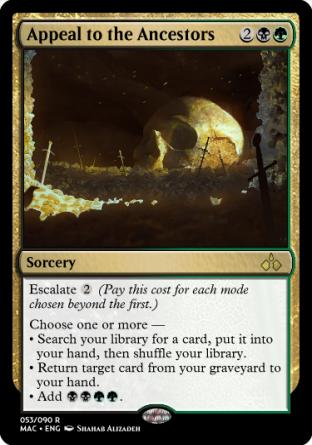 Appeal to the Ancestors 2
Sorcery
Escalate 2 (Pay this cost for each mode
chosen beyond the first.)
Choose one or more —
• Search your library for a card, put it into
your hand, then shuffle your library.
• Return target card from your graveyard to
your hand.
• Add .
053/090 R
MAC • ENG Shahab Alizadeh